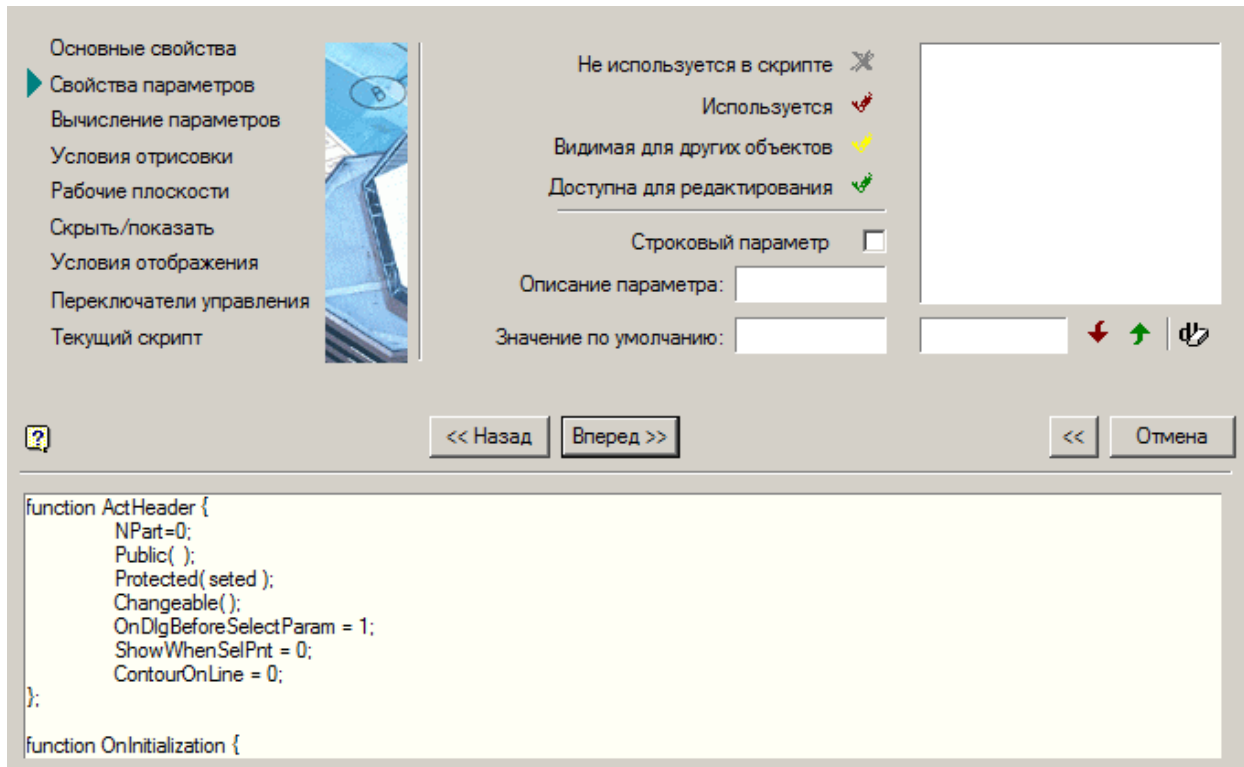 Основные свойства
Свойства параметров
Вычисление параметров
Условия отрисовки
Рабочие плоскости
Скрыть/показать
Условия отображения
Переключатели управления
Текущий скрипт
Не используется в скрипте
Используется
Видимая для других объектов
Доступна для редактирования
Строковый параметр
Описание параметра:
Значение по умолчанию:
<< Назад
Вперед >>
<<
Отмена
function ActHeader {
NPart=0;
Public( );
Protected( seted );
Changeable( );
OnDlgBeforeSelectParam = 1;
ShowWhenSelPnt = 0;
ContourOnLine = 0;
};
function OnInitialization {